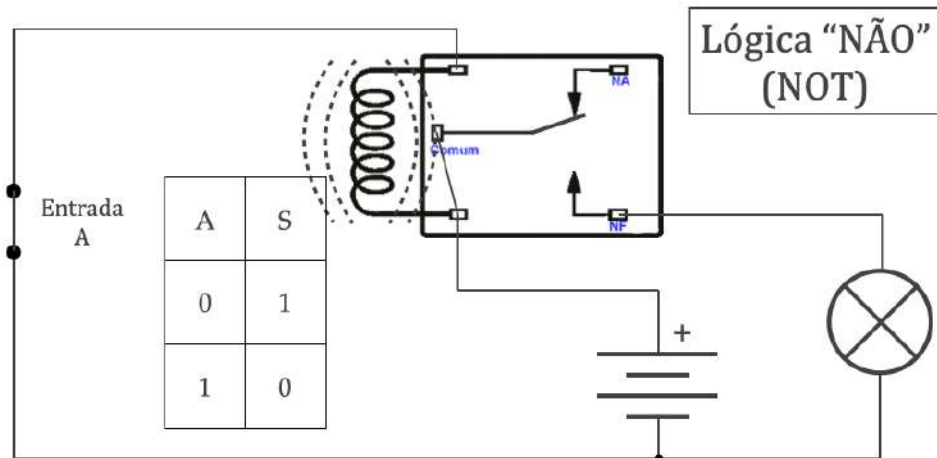 Lógica “NÃO”
(NOT)
NA
Comum
NF
Entrada
A
A S
0 1
1 0
+